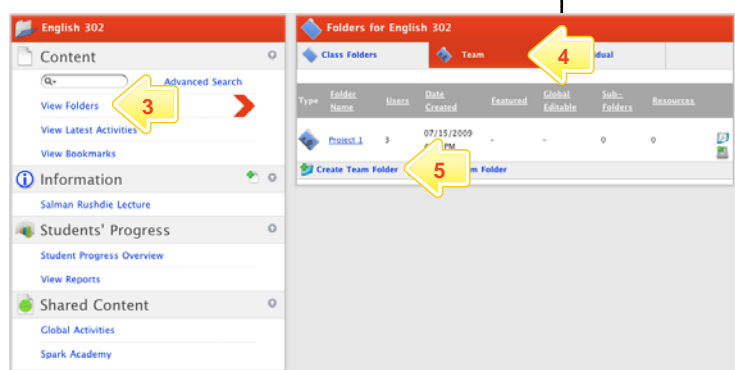 English 302
Content
Advanced Search
View Folders
3
View Latest Activities
View Bookmarks
Information
Salman Rushdie Lecture
Students' Progress
Student Progress Overview
View Reports
Shared Content
Global Activities
Spark Academy
Folders for English 302
Class Folders Team 4
Type Folder Name Users Date Created Featured Global Editable Sub-Folders Resources
Project 1 3 07/15/2009 PM - - 0 0
Create Team Folder 5 Folder